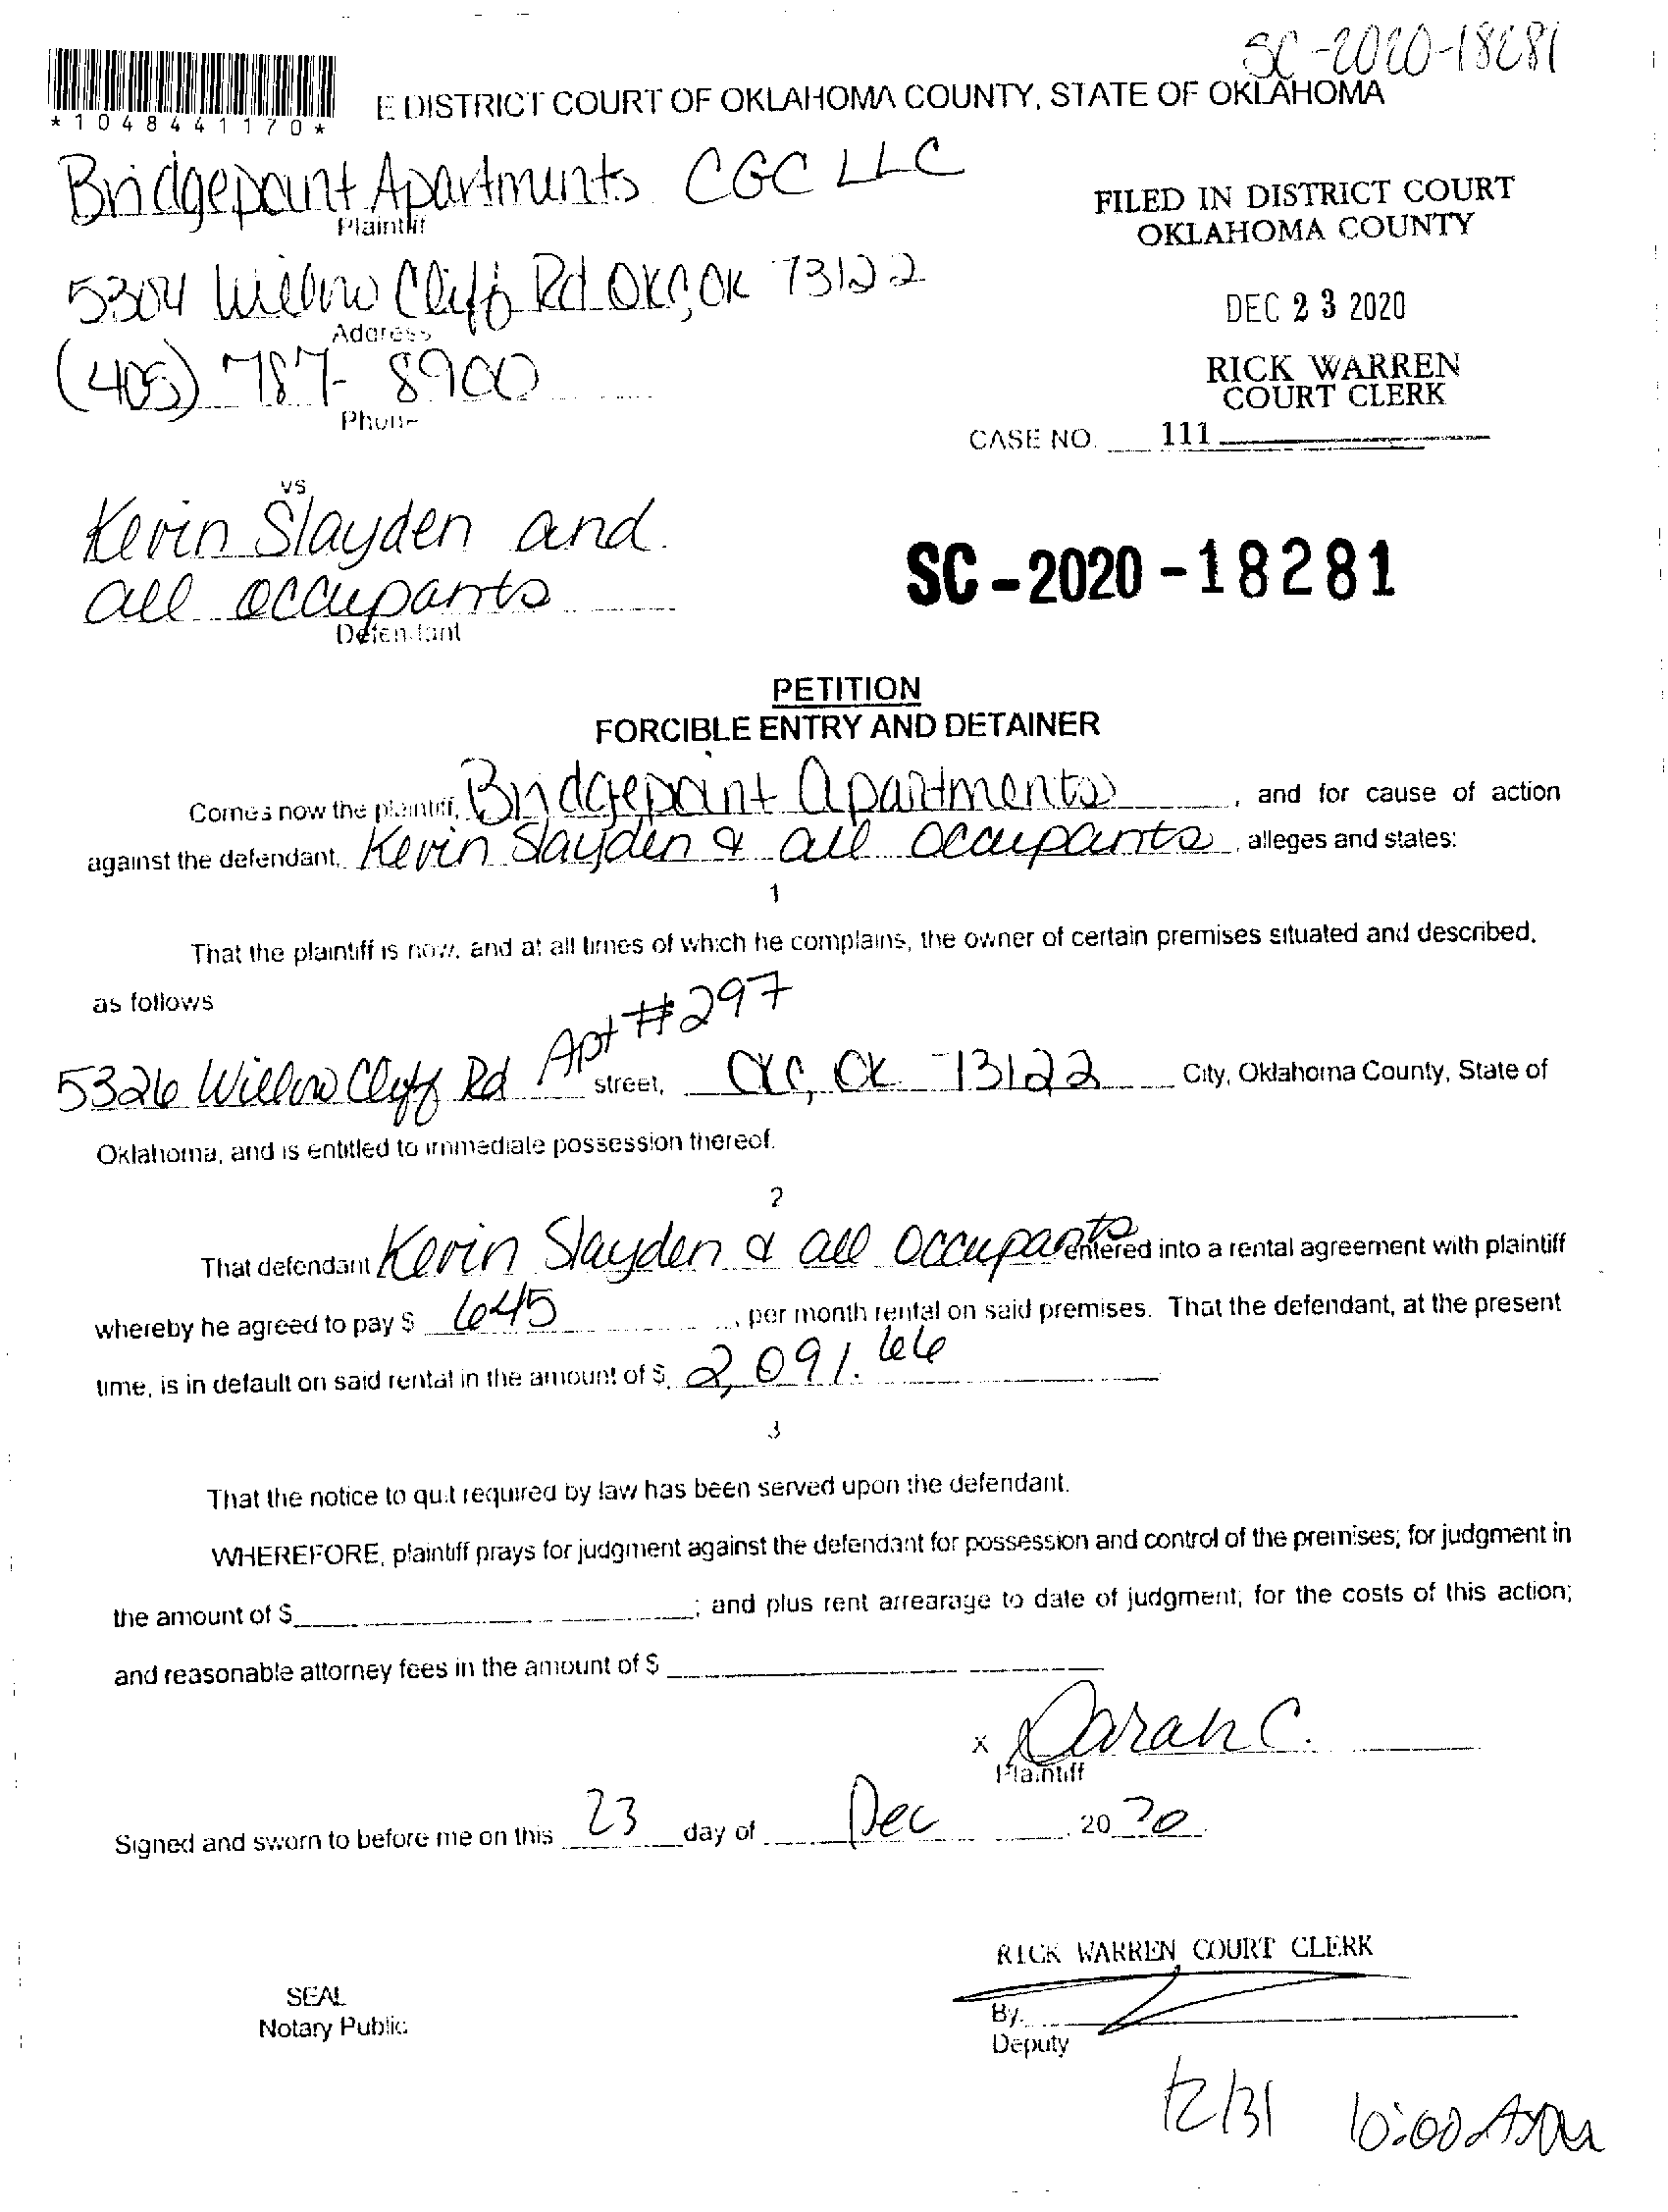 SC-2020-18281
*1048441170*
E DISTRICT COURT OF OKLAHOMA COUNTY, STATE OF OKLAHOMA
Bridgepoint Apartments CGC LLC
Plaintiff
FILED IN DISTRICT COURT
OKLAHOMA COUNTY
5304 Willow Cliff Rd OKC, OK 73122
Address
DEC 23 2020
(405) 787-8900
Phone
RICK WARREN
COURT CLERK
CASE NO. 111
vs
Kevin Slayden and
all occupants
Defendant
SC-2020-18281
PETITION
FORCIBLE ENTRY AND DETAINER
Comes now the plaintiff, Bridgepoint Apartments, and for cause of action
against the defendant, Kevin Slayden & all occupants, alleges and states:
1
That the plaintiff is now, and at all times of which he complains, the owner of certain premises situated and described,
as follows
5326 Willow Cliff Rd Apt #297 street, OKC, OK 73122 City, Oklahoma County, State of
Oklahoma, and is entitled to immediate possession thereof.
2
That defendant Kevin Slayden & all occupants entered into a rental agreement with plaintiff
whereby he agreed to pay $ 645, per month rental on said premises. That the defendant, at the present
time, is in default on said rental in the amount of $ 2,091.66
3
That the notice to quit required by law has been served upon the defendant.
WHEREFORE, plaintiff prays for judgment against the defendant for possession and control of the premises; for judgment in
the amount of $ ; and plus rent arrearage to date of judgment; for the costs of this action;
and reasonable attorney fees in the amount of $
x Sarah C.
Plaintiff
Signed and sworn to before me on this 23 day of Dec 20 20
RICK WARREN COURT CLERK
SEAL
Notary Public
By.
Deputy
12/31 10:00 Am